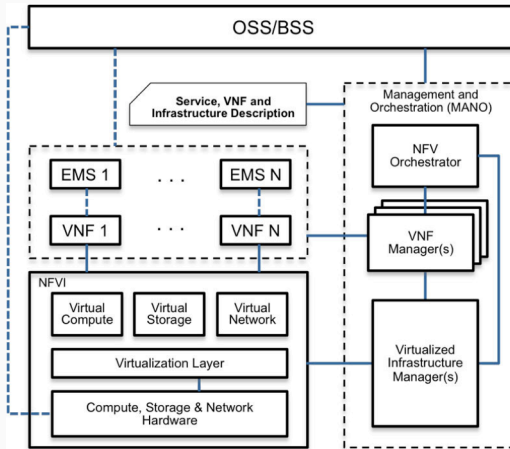 OSS/BSS
Service, VNF and
Infrastructure Description
Management and
Orchestration (MANO)
NFV
Orchestrator
EMS 1 . . . EMS N
VNF 1 . . . VNF N
VNF
Manager(s)
NFVI
Virtual
Compute
Virtual
Storage
Virtual
Network
Virtualization Layer
Virtualized
Infrastructure
Manager(s)
Compute, Storage & Network
Hardware